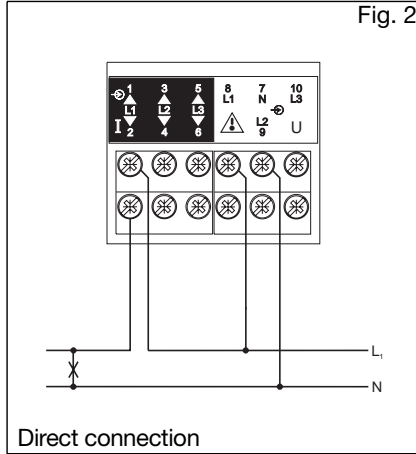 Fig. 2
1 3 5 8 7 10
L1 N L3
L1 L2 L3
I L2 U
2 4 6 9
L₁
N
Direct connection